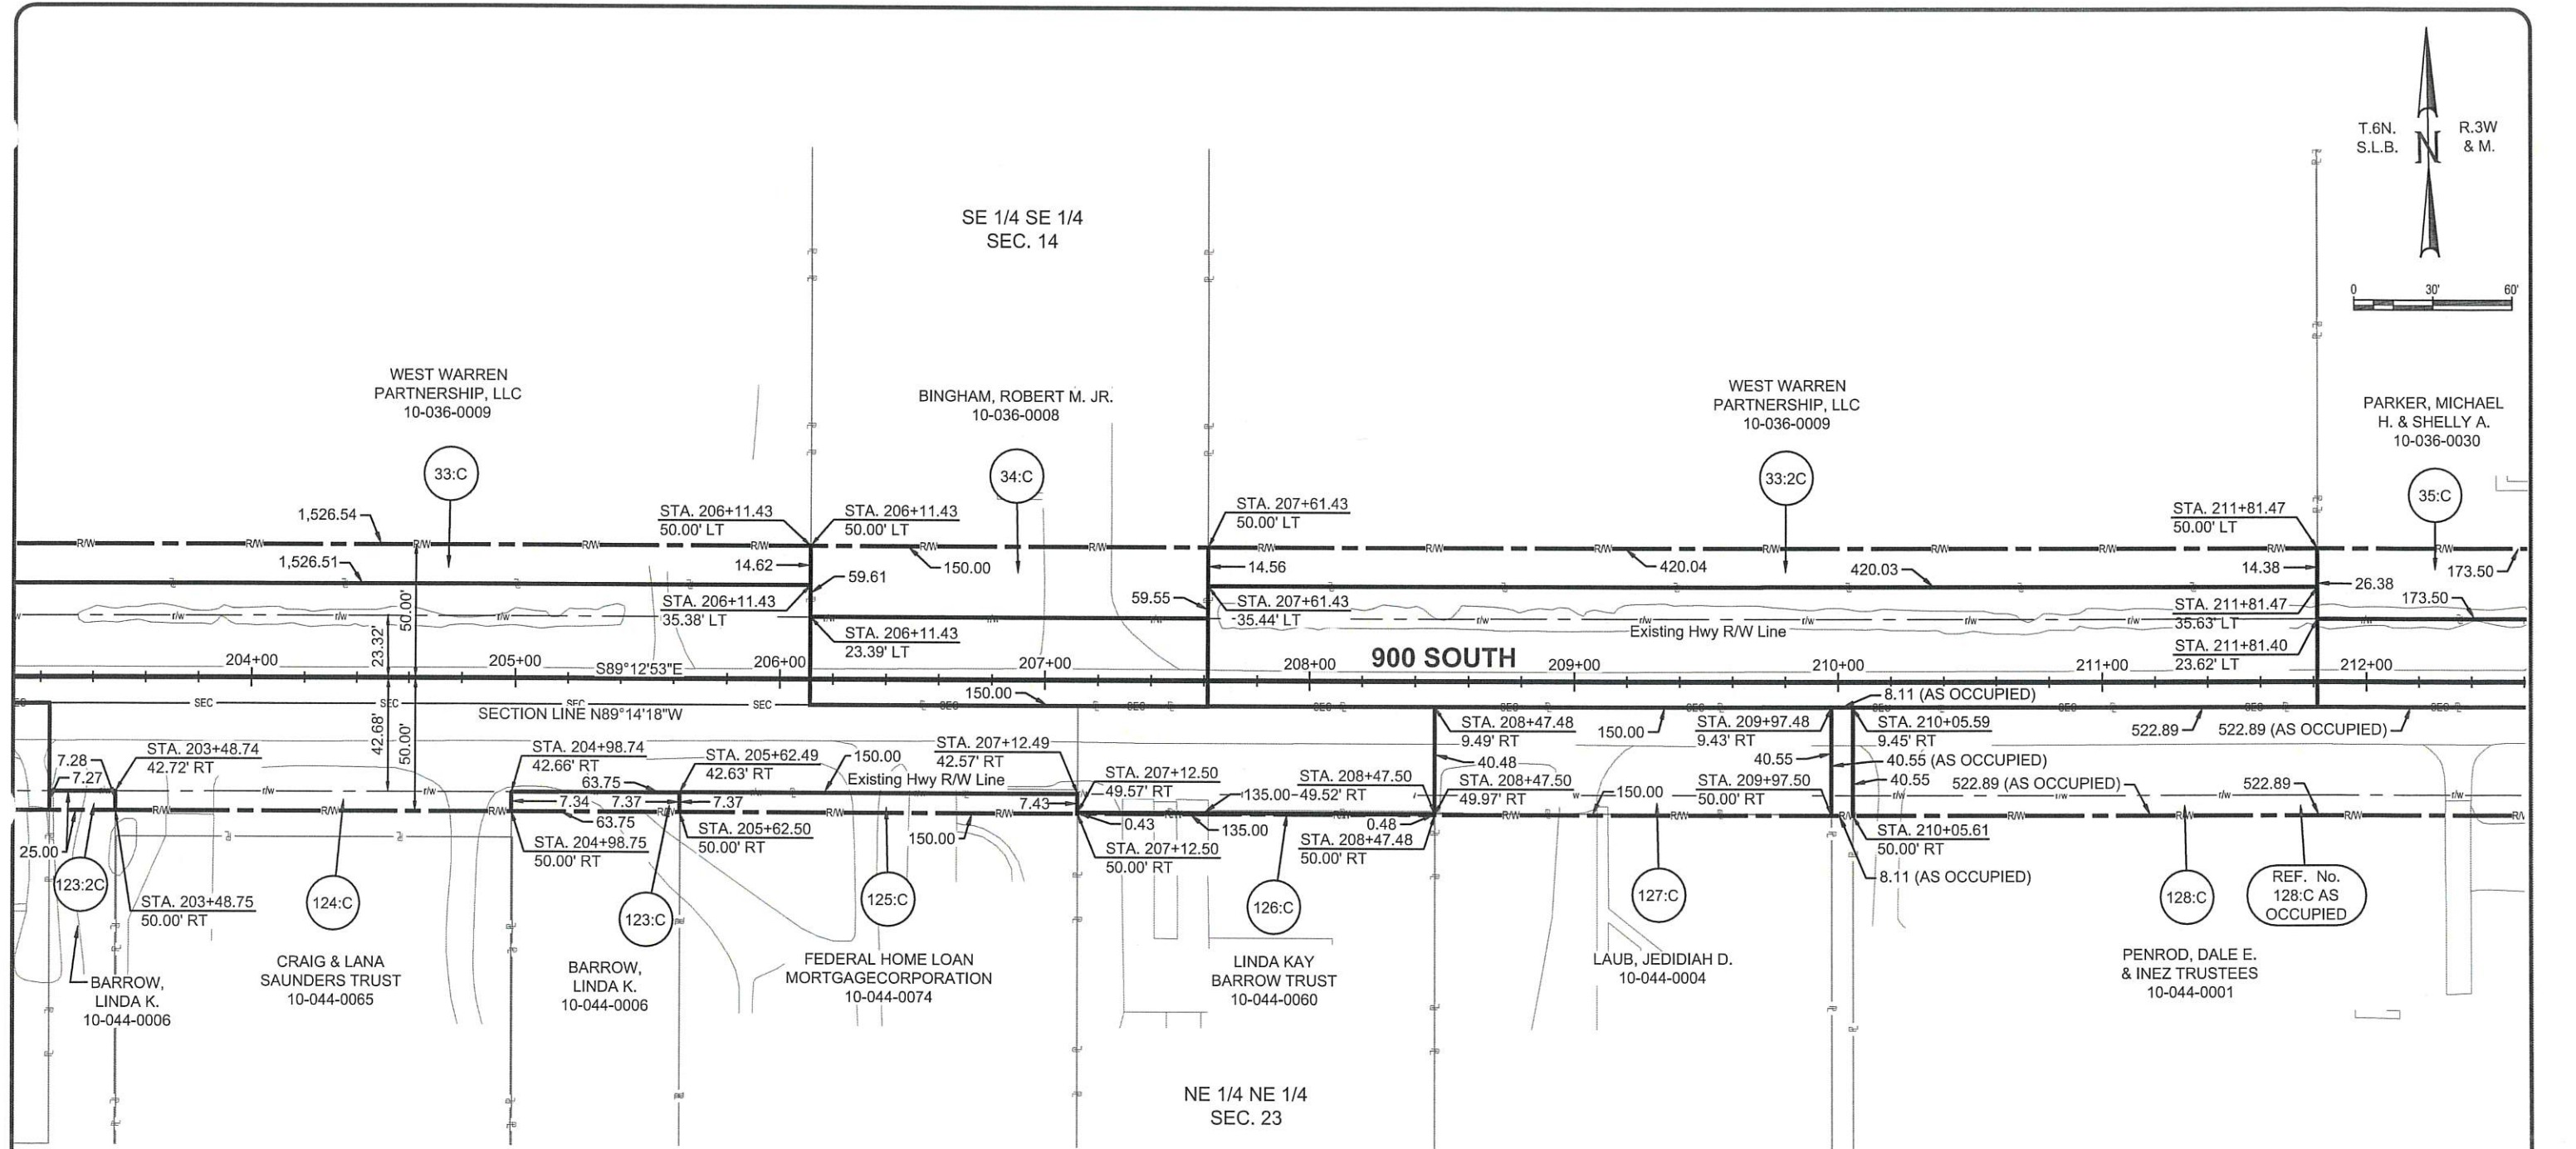 T.6N. R.3W
S.L.B. N & M.
0 30' 60'
SE 1/4 SE 1/4
SEC. 14
WEST WARREN
PARTNERSHIP, LLC
10-036-0009
33:C
BINGHAM, ROBERT M. JR.
10-036-0008
34:C
WEST WARREN
PARTNERSHIP, LLC
10-036-0009
33:2C
PARKER, MICHAEL
H. & SHELLY A.
10-036-0030
35:C
1,526.54
1,526.51
STA. 206+11.43
50.00' LT
STA. 206+11.43
50.00' LT
14.62
59.61
150.00
STA. 206+11.43
35.38' LT
STA. 206+11.43
23.39' LT
59.55
STA. 207+61.43
50.00' LT
14.56
STA. 207+61.43
35.44' LT
420.04
420.03
STA. 211+81.47
50.00' LT
14.38
26.38
173.50
173.50
STA. 211+81.47
35.63' LT
STA. 211+81.40
23.62' LT
Existing Hwy R/W Line
R/W R/W R/W R/W R/W R/W R/W R/W R/W R/W R/W R/W R/W R/W R/W
r/w r/w r/w r/w r/w r/w r/w r/w r/w r/w
50.00'
23.32'
204+00 205+00 S89°12'53"E 206+00 207+00 208+00 900 SOUTH 209+00 210+00 211+00 212+00
SEC SEC SEC SEC SEC SEC SEC SEC SEC SEC
SECTION LINE N89°14'18"W
42.68'
50.00'
150.00
8.11 (AS OCCUPIED)
7.28
7.27
STA. 203+48.74
42.72' RT
STA. 204+98.74
42.66' RT
STA. 205+62.49
42.63' RT
150.00
Existing Hwy R/W Line
STA. 207+12.49
42.57' RT
STA. 207+12.50
49.57' RT
135.00
STA. 208+47.50
49.52' RT
STA. 208+47.48
9.49' RT
40.48
STA. 208+47.50
49.97' RT
150.00
STA. 209+97.48
9.43' RT
40.55
STA. 209+97.50
50.00' RT
STA. 210+05.59
9.45' RT
40.55 (AS OCCUPIED)
40.55
522.89
522.89 (AS OCCUPIED)
522.89 (AS OCCUPIED)
522.89
63.75
7.34 7.37 7.37
63.75
7.43
0.43
135.00
0.48
150.00
25.00
STA. 204+98.75
50.00' RT
STA. 205+62.50
50.00' RT
150.00
STA. 207+12.50
50.00' RT
STA. 208+47.48
50.00' RT
STA. 210+05.61
50.00' RT
8.11 (AS OCCUPIED)
R/W R/W R/W R/W R/W R/W R/W R/W R/W R/W R/W R/W R/W
123:2C
STA. 203+48.75
50.00' RT
124:C
123:C
125:C
126:C
127:C
128:C
REF. No.
128:C AS
OCCUPIED
BARROW,
LINDA K.
10-044-0006
CRAIG & LANA
SAUNDERS TRUST
10-044-0065
BARROW,
LINDA K.
10-044-0006
FEDERAL HOME LOAN
MORTGAGECORPORATION
10-044-0074
LINDA KAY
BARROW TRUST
10-044-0060
LAUB, JEDIDIAH D.
10-044-0004
PENROD, DALE E.
& INEZ TRUSTEES
10-044-0001
NE 1/4 NE 1/4
SEC. 23